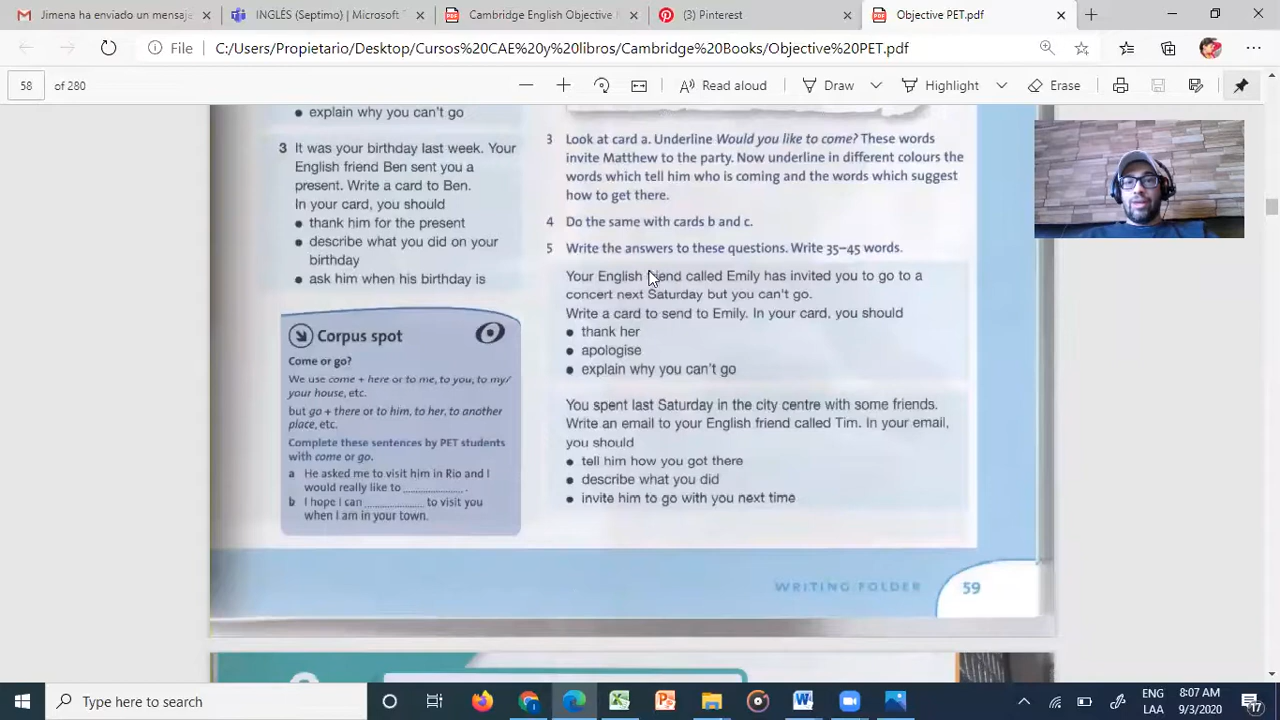 Jimena ha enviado un mensaje
INGLÉS (Septimo) | Microsoft
Cambridge English Objective
(3) Pinterest
Objective PET.pdf
File
C:/Users/Propietario/Desktop/Cursos%20CAE%20y%20libros/Cambridge%20Books/Objective%20PET.pdf
58
of 280
Read aloud
Draw
Highlight
Erase
• explain why you can't go
3 It was your birthday last week. Your
English friend Ben sent you a
present. Write a card to Ben.
In your card, you should
• thank him for the present
• describe what you did on your
birthday
• ask him when his birthday is
Corpus spot
Come or go?
We use come + here or to me, to you, to my/
your house, etc.
but go + there or to him, to her, to another
place, etc.
Complete these sentences by PET students
with come or go.
a He asked me to visit him in Rio and I
would really like to ....................
b I hope I can .................... to visit you
when I am in your town.
3 Look at card a. Underline Would you like to come? These words
invite Matthew to the party. Now underline in different colours the
words which tell him who is coming and the words which suggest
how to get there.
4 Do the same with cards b and c.
5 Write the answers to these questions. Write 35–45 words.
Your English friend called Emily has invited you to go to a
concert next Saturday but you can't go.
Write a card to send to Emily. In your card, you should
• thank her
• apologise
• explain why you can't go
You spent last Saturday in the city centre with some friends.
Write an email to your English friend called Tim. In your email,
you should
• tell him how you got there
• describe what you did
• invite him to go with you next time
WRITING FOLDER
59
Type here to search
ENG
LAA
8:07 AM
9/3/2020
17